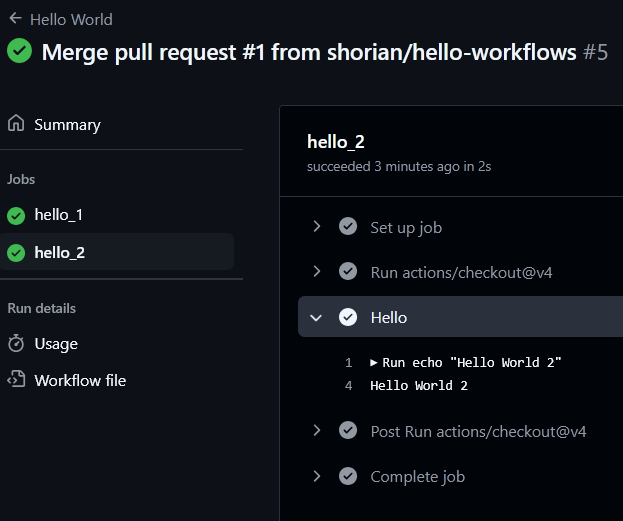 Hello World
Merge pull request #1 from shorian/hello-workflows #5
Summary
Jobs
hello_1
hello_2
Run details
Usage
Workflow file
hello_2
succeeded 3 minutes ago in 2s
Set up job
Run actions/checkout@v4
Hello
1 Run echo "Hello World 2"
4 Hello World 2
Post Run actions/checkout@v4
Complete job